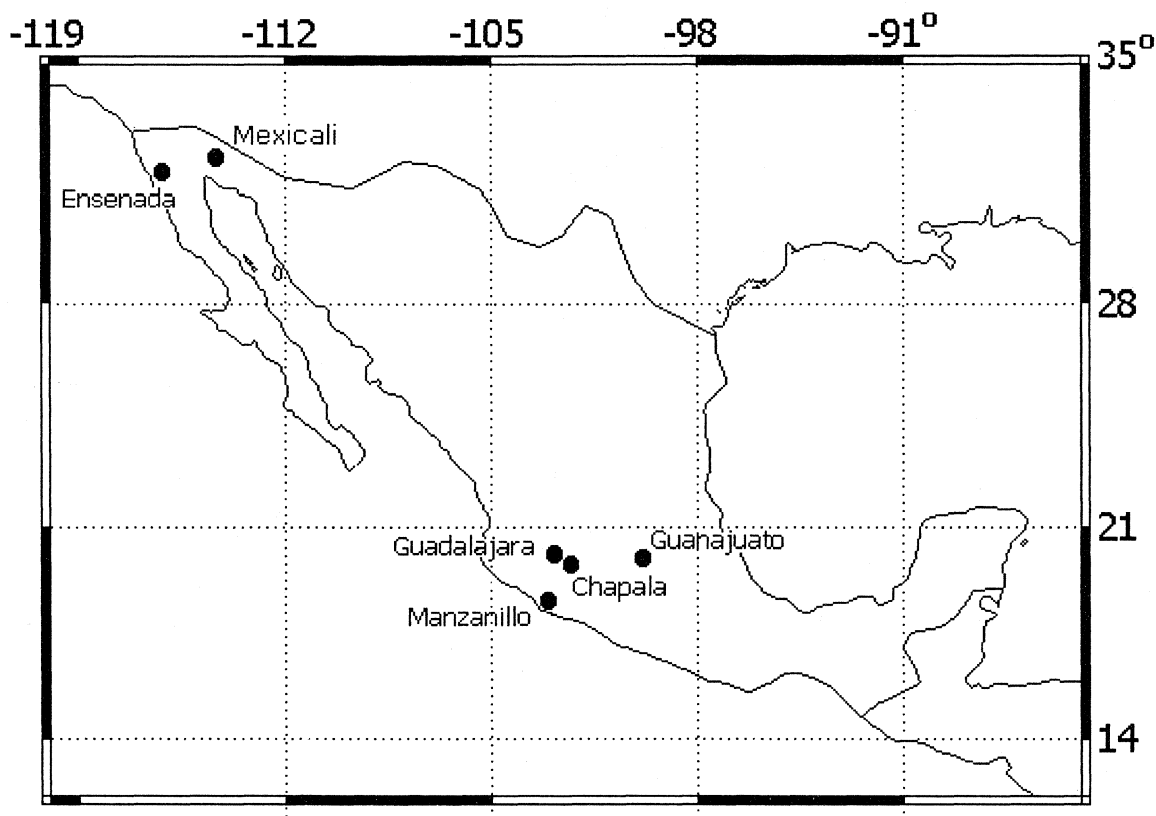 -119 -112 -105 -98 -91°
35°
Mexicali
Ensenada
28
21
Guadalajara
Guanajuato
Chapala
Manzanillo
14